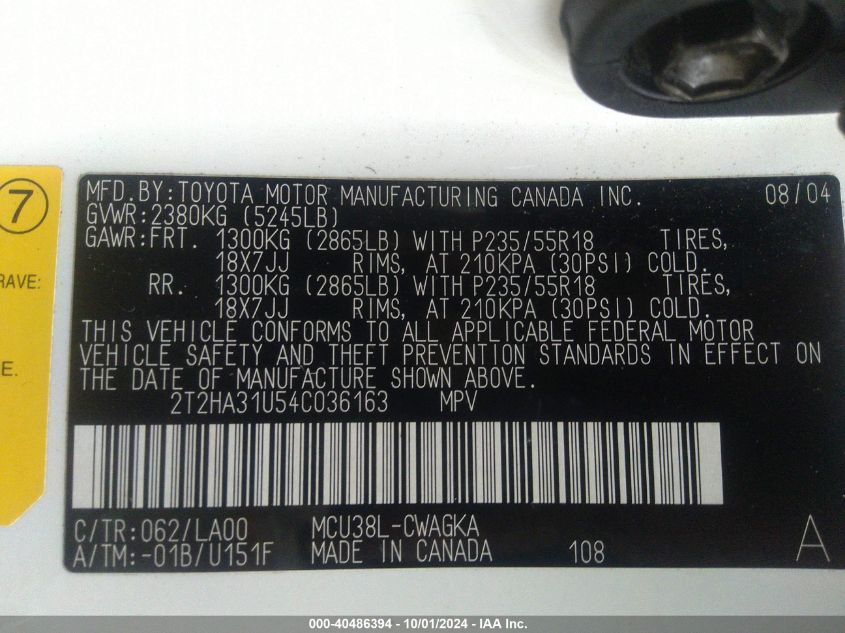 7
RAVE:
E.
MFD.BY:TOYOTA MOTOR MANUFACTURING CANADA INC. 08/04
GVWR:2380KG (5245LB)
GAWR:FRT. 1300KG (2865LB) WITH P235/55R18 TIRES,
18X7JJ RIMS, AT 210KPA (30PSI) COLD.
RR. 1300KG (2865LB) WITH P235/55R18 TIRES,
18X7JJ RIMS, AT 210KPA (30PSI) COLD.
THIS VEHICLE CONFORMS TO ALL APPLICABLE FEDERAL MOTOR
VEHICLE SAFETY AND THEFT PREVENTION STANDARDS IN EFFECT ON
THE DATE OF MANUFACTURE SHOWN ABOVE.
2T2HA31U54C036163 MPV
C/TR:062/LA00 MCU38L-CWAGKA
A/TM:-01B/U151F MADE IN CANADA 108 A
000-40486394 - 10/01/2024 - IAA Inc.